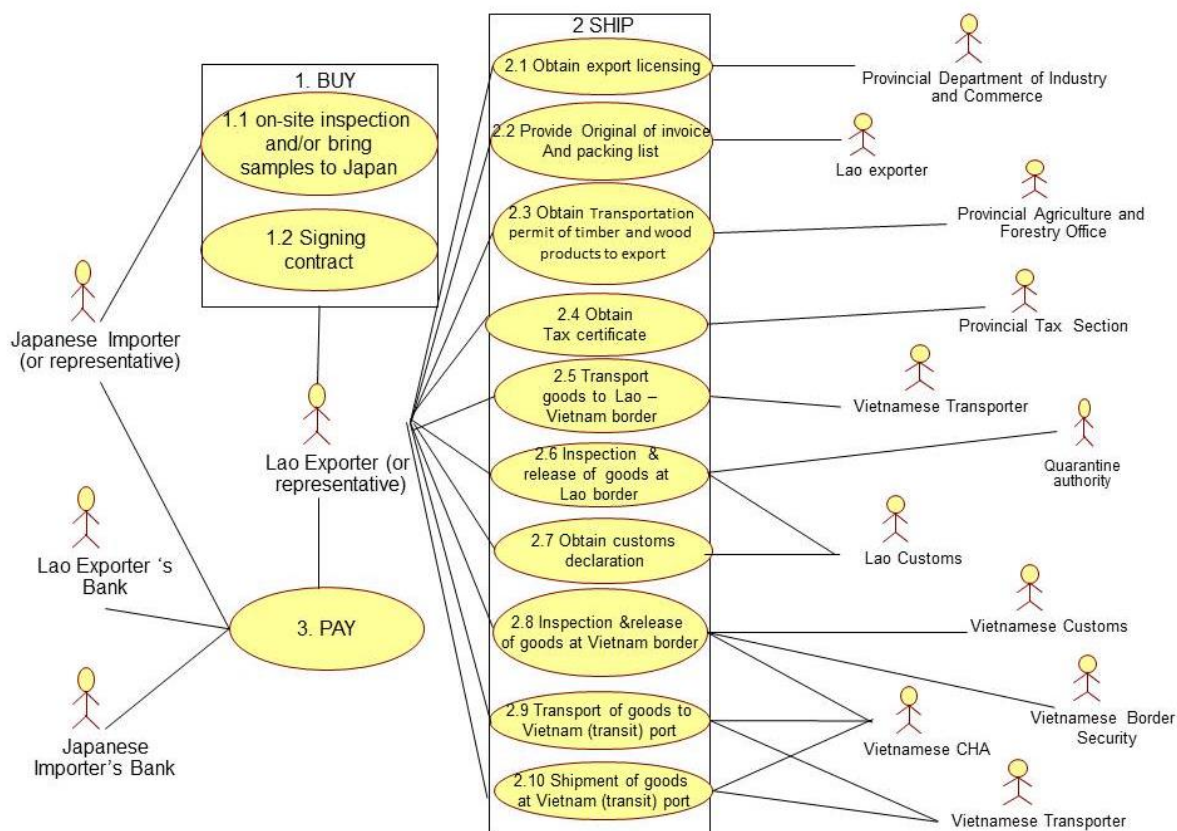 1. BUY
1.1 on-site inspection
and/or bring
samples to Japan
1.2 Signing
contract
Japanese Importer
(or representative)
Lao Exporter (or
representative)
Lao Exporter ‘s
Bank
3. PAY
Japanese
Importer’s Bank
2 SHIP
2.1 Obtain export licensing
2.2 Provide Original of invoice
And packing list
2.3 Obtain Transportation
permit of timber and wood
products to export
2.4 Obtain
Tax certificate
2.5 Transport
goods to Lao –
Vietnam border
2.6 Inspection &
release of goods at
Lao border
2.7 Obtain customs
declaration
2.8 Inspection &release
of goods at Vietnam border
2.9 Transport of goods to
Vietnam (transit) port
2.10 Shipment of goods
at Vietnam (transit) port
Provincial Department of Industry
and Commerce
Lao exporter
Provincial Agriculture and
Forestry Office
Provincial Tax Section
Vietnamese Transporter
Quarantine
authority
Lao Customs
Vietnamese Customs
Vietnamese Border
Security
Vietnamese CHA
Vietnamese Transporter